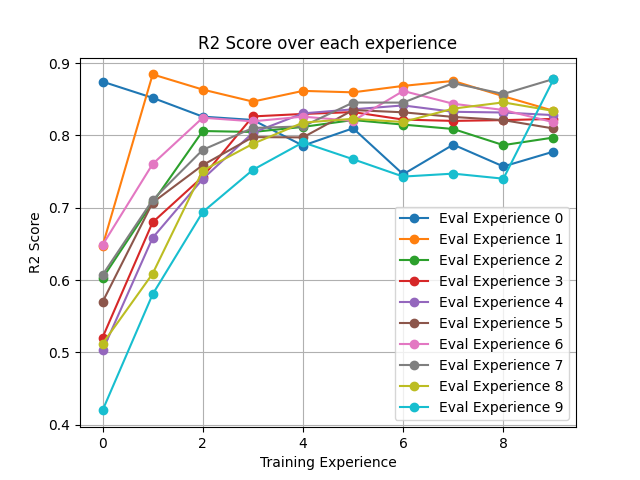 R2 Score over each experience
0.9
0.8
0.7
0.6
0.5
0.4
R2 Score
0
2
4
6
8
Training Experience
Eval Experience 0
Eval Experience 1
Eval Experience 2
Eval Experience 3
Eval Experience 4
Eval Experience 5
Eval Experience 6
Eval Experience 7
Eval Experience 8
Eval Experience 9